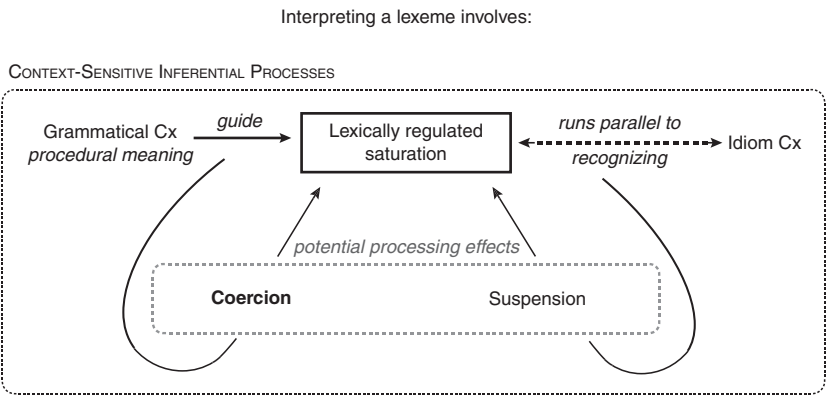 Interpreting a lexeme involves:
CONTEXT-SENSITIVE INFERENTIAL PROCESSES
Grammatical Cx
procedural meaning
guide
Lexically regulated
saturation
runs parallel to
recognizing
Idiom Cx
potential processing effects
Coercion
Suspension